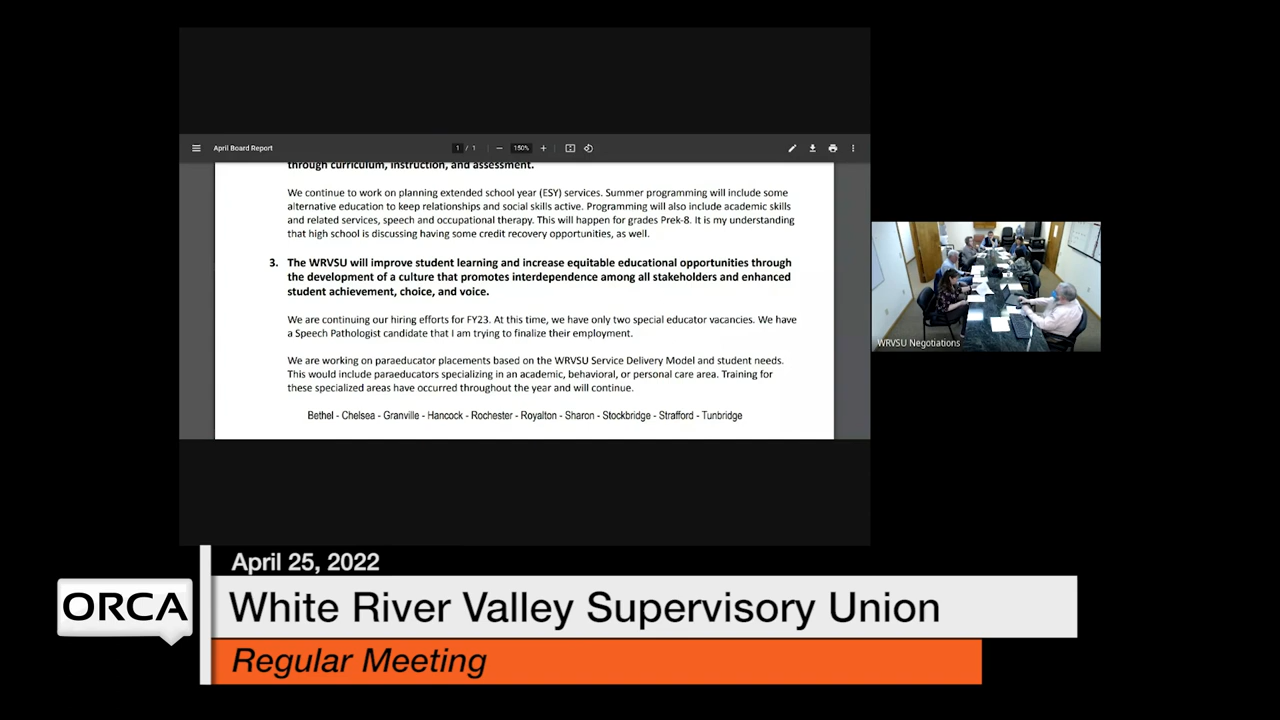 April Board Report
1 / 1
150%
through curriculum, instruction, and assessment.
We continue to work on planning extended school year (ESY) services. Summer programming will include some
alternative education to keep relationships and social skills active. Programming will also include academic skills
and related services, speech and occupational therapy. This will happen for grades Prek-8. It is my understanding
that high school is discussing having some credit recovery opportunities, as well.
3. The WRVSU will improve student learning and increase equitable educational opportunities through
the development of a culture that promotes interdependence among all stakeholders and enhanced
student achievement, choice, and voice.
We are continuing our hiring efforts for FY23. At this time, we have only two special educator vacancies. We have
a Speech Pathologist candidate that I am trying to finalize their employment.
We are working on paraeducator placements based on the WRVSU Service Delivery Model and student needs.
This would include paraeducators specializing in an academic, behavioral, or personal care area. Training for
these specialized areas have occurred throughout the year and will continue.
Bethel - Chelsea - Granville - Hancock - Rochester - Royalton - Sharon - Stockbridge - Strafford - Tunbridge
WRVSU Negotiations
April 25, 2022
ORCA
White River Valley Supervisory Union
Regular Meeting